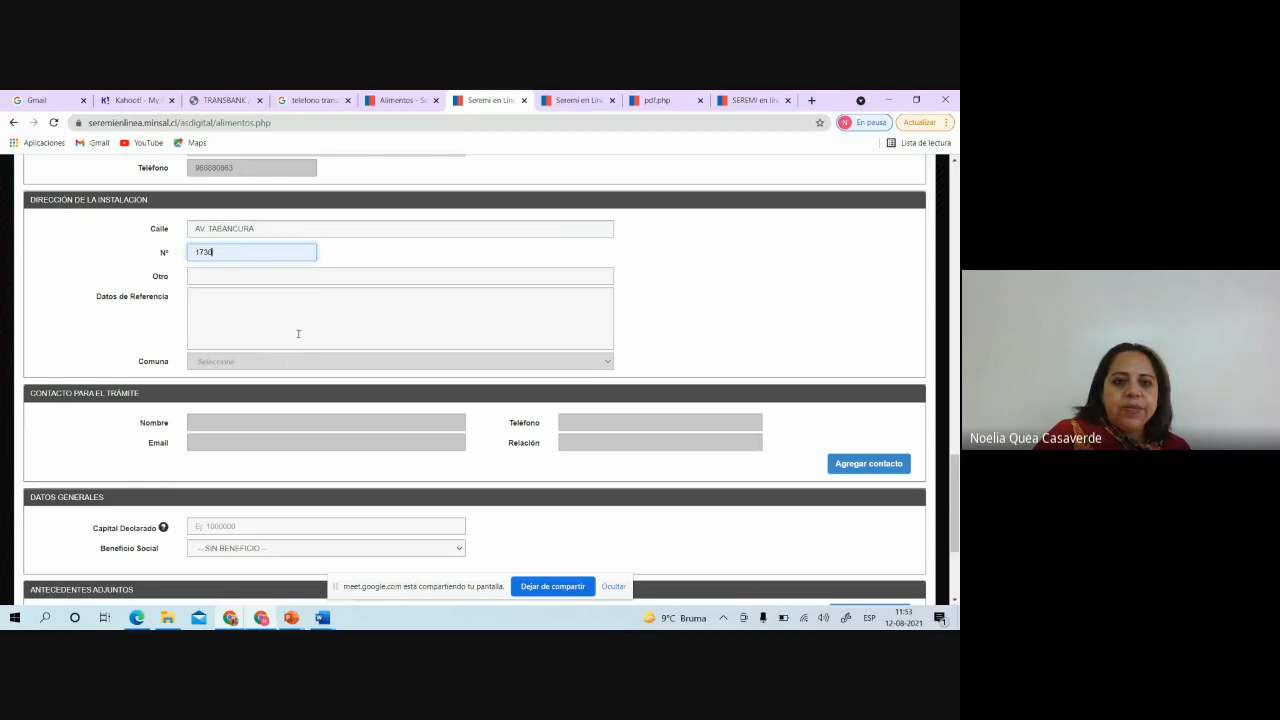 Gmail
Kahoot! - My
TRANSBANK
telefono trans
Alimentos - Se
Seremi en Líne
Seremi en Líne
pdf.php
SEREMI en lín
seremienlinea.minsal.cl/asdigital/alimentos.php
N En pausa
Actualizar
Aplicaciones
Gmail
YouTube
Maps
Lista de lectura
Teléfono 966880863
DIRECCIÓN DE LA INSTALACIÓN
Calle AV. TABANCURA
Nº 1730
Otro
Datos de Referencia
Comuna Seleccione
CONTACTO PARA EL TRÁMITE
Nombre Teléfono
Email Relación
Agregar contacto
DATOS GENERALES
Capital Declarado ? Ej: 1000000
Beneficio Social -- SIN BENEFICIO --
ANTECEDENTES ADJUNTOS
meet.google.com está compartiendo tu pantalla. Dejar de compartir Ocultar
9°C Bruma
ESP
11:53
12-08-2021
1
Noelia Quea Casaverde